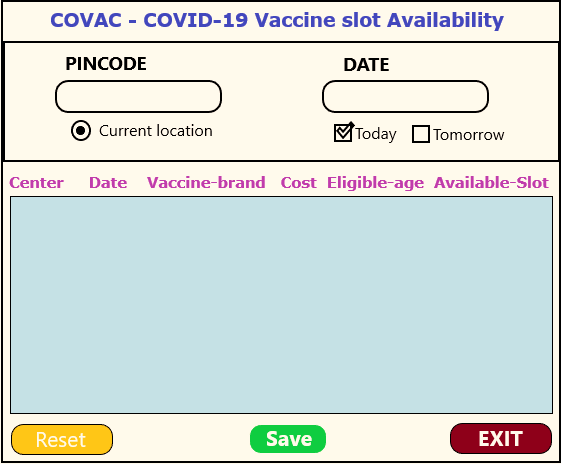 COVAC - COVID-19 Vaccine slot Availability
PINCODE DATE
Current location Today Tomorrow
Center Date Vaccine-brand Cost Eligible-age Available-Slot
Reset Save EXIT